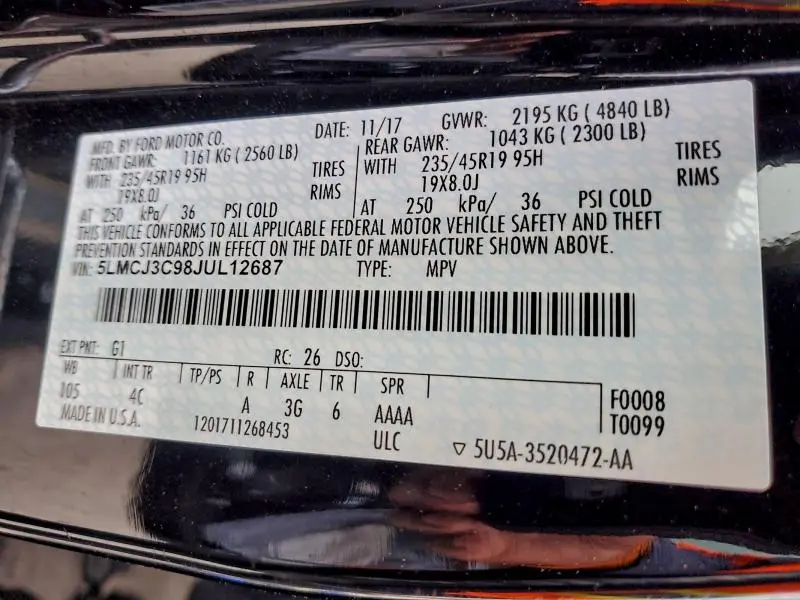 MFD. BY FORD MOTOR CO. DATE: 11/17 GVWR: 2195 KG ( 4840 LB)
FRONT GAWR: 1161 KG ( 2560 LB) REAR GAWR: 1043 KG ( 2300 LB)
WITH 235/45R19 95H TIRES WITH 235/45R19 95H TIRES
19X8.0J RIMS 19X8.0J RIMS
AT 250 kPa/ 36 PSI COLD AT 250 kPa/ 36 PSI COLD
THIS VEHICLE CONFORMS TO ALL APPLICABLE FEDERAL MOTOR VEHICLE SAFETY AND THEFT
PREVENTION STANDARDS IN EFFECT ON THE DATE OF MANUFACTURE SHOWN ABOVE.
VIN: 5LMCJ3C98JUL12687 TYPE: MPV
EXT PNT: G1 RC: 26 DSO:
WB INT TR TP/PS R AXLE TR SPR
105 4C A 3G 6 AAAA F0008
MADE IN U.S.A. 1201711268453 ULC T0099
▽ 5U5A-3520472-AA